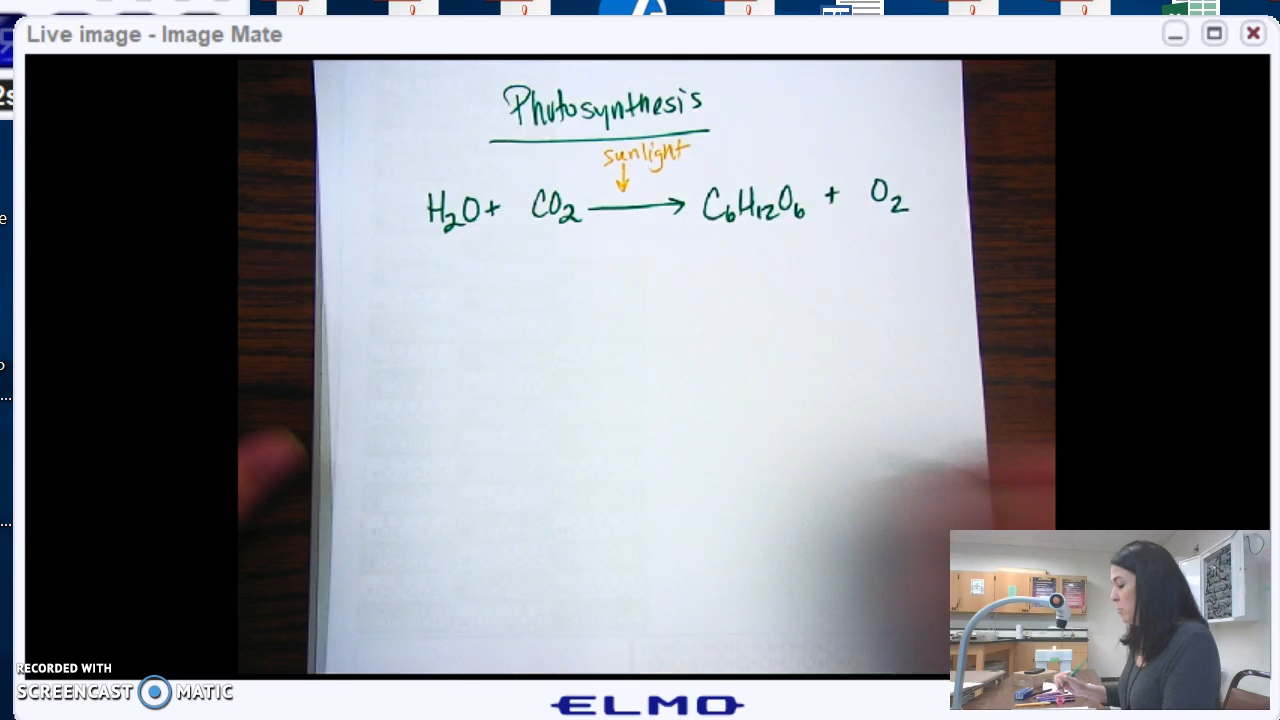 Live image - Image Mate
Photosynthesis
sunlight
H₂O + CO₂ → C₆H₁₂O₆ + O₂
RECORDED WITH
SCREENCAST MATIC
ELMO